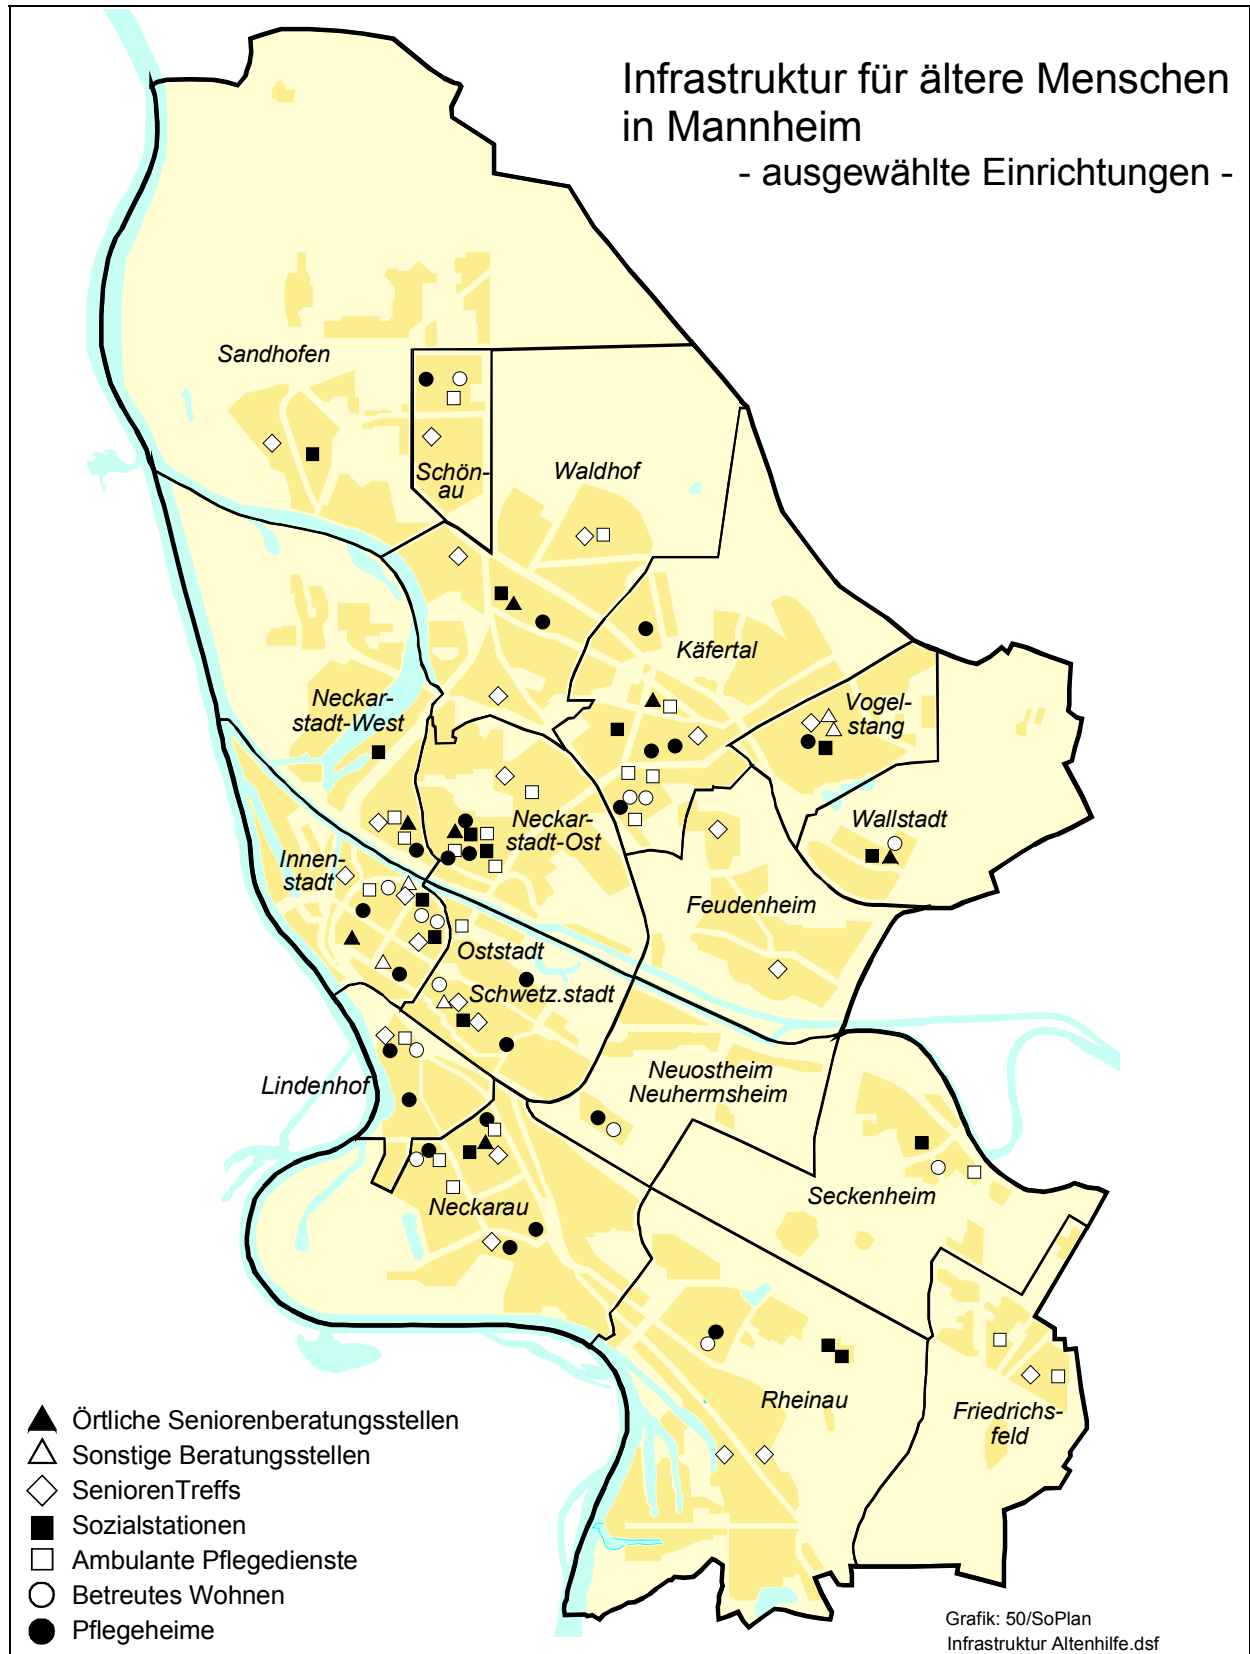 Infrastruktur für ältere Menschen
in Mannheim
- ausgewählte Einrichtungen -
Sandhofen
Schön-
au
Waldhof
Käfertal
Neckar-
stadt-West
Vogel-
stang
Neckar-
stadt-Ost
Wallstadt
Innen-
stadt
Feudenheim
Oststadt
Schwetz.stadt
Lindenhof
Neuostheim
Neuhermsheim
Seckenheim
Neckarau
Rheinau
Friedrichs-
feld
Örtliche Seniorenberatungsstellen
Sonstige Beratungsstellen
SeniorenTreffs
Sozialstationen
Ambulante Pflegedienste
Betreutes Wohnen
Pflegeheime
Grafik: 50/SoPlan
Infrastruktur Altenhilfe.dsf